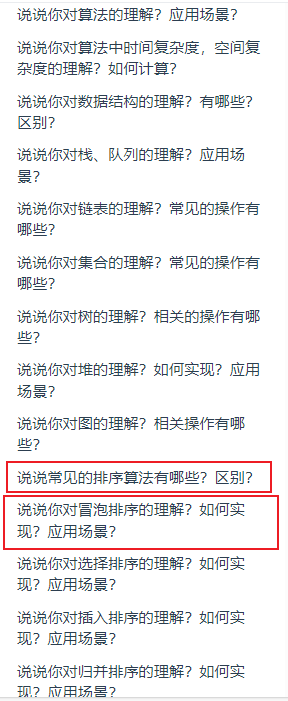 说说你对算法的理解？应用场景？
说说你对算法中时间复杂度，空间复
杂度的理解？如何计算？
说说你对数据结构的理解？有哪些？
区别？
说说你对栈、队列的理解？应用场
景？
说说你对链表的理解？常见的操作有
哪些？
说说你对集合的理解？常见的操作有
哪些？
说说你对树的理解？相关的操作有哪
些？
说说你对堆的理解？如何实现？应用
场景？
说说你对图的理解？相关操作有哪
些？
说说常见的排序算法有哪些？区别？
说说你对冒泡排序的理解？如何实
现？应用场景？
说说你对选择排序的理解？如何实
现？应用场景？
说说你对插入排序的理解？如何实
现？应用场景？
说说你对归并排序的理解？如何实
现？应用场景？